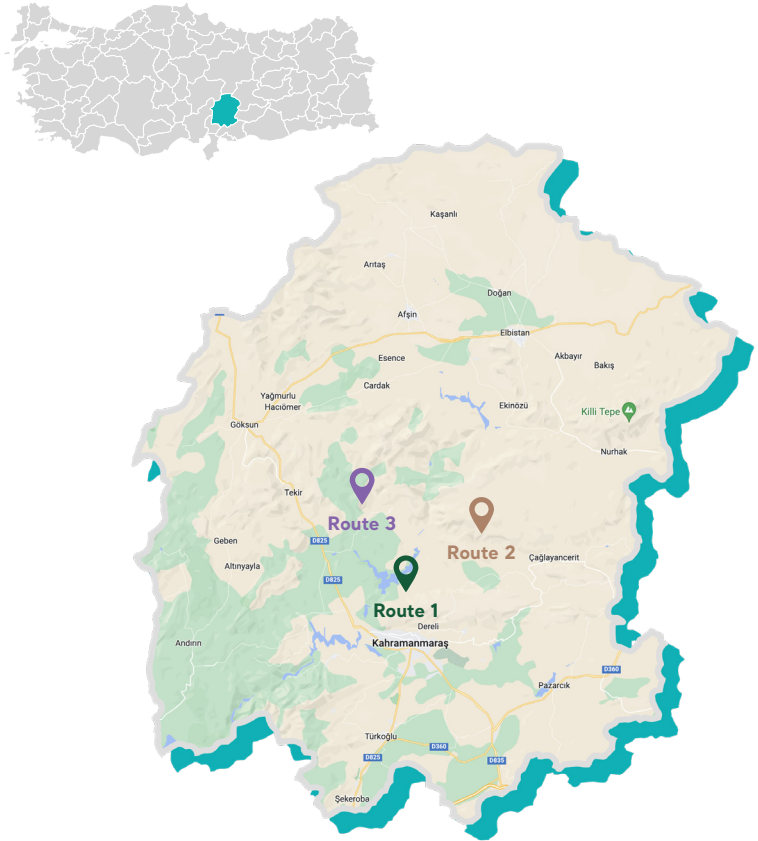 Kaşanlı
Arıtaş
Doğan
Afşin
Elbistan
Esence
Akbayır
Bakış
Cardak
Yağmurlu
Hacıömer
Ekinözü
Killi Tepe
Göksun
Nurhak
Tekir
Route 3
Geben
D825
Route 2
Çağlayancerit
Altınyayla
D825
Route 1
Dereli
Andırın
Kahramanmaraş
D360
Pazarcık
Türkoğlu
D360
D825
D835
Şekeroba